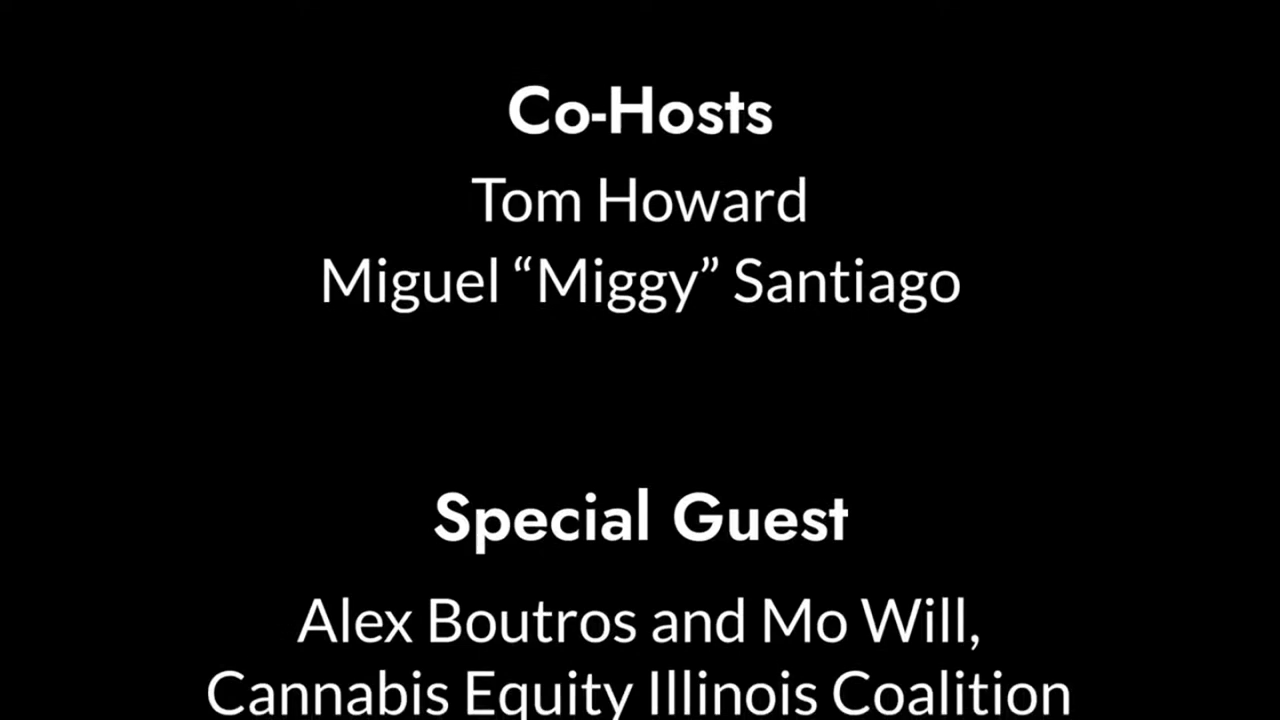 Co-Hosts
Tom Howard
Miguel “Miggy” Santiago
Special Guest
Alex Boutros and Mo Will,
Cannabis Equity Illinois Coalition